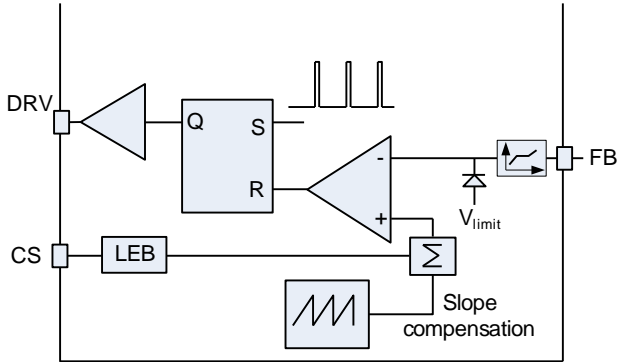 DRV
Q
S
R
-
+
FB
V_limit
CS
LEB
Σ
Slope
compensation